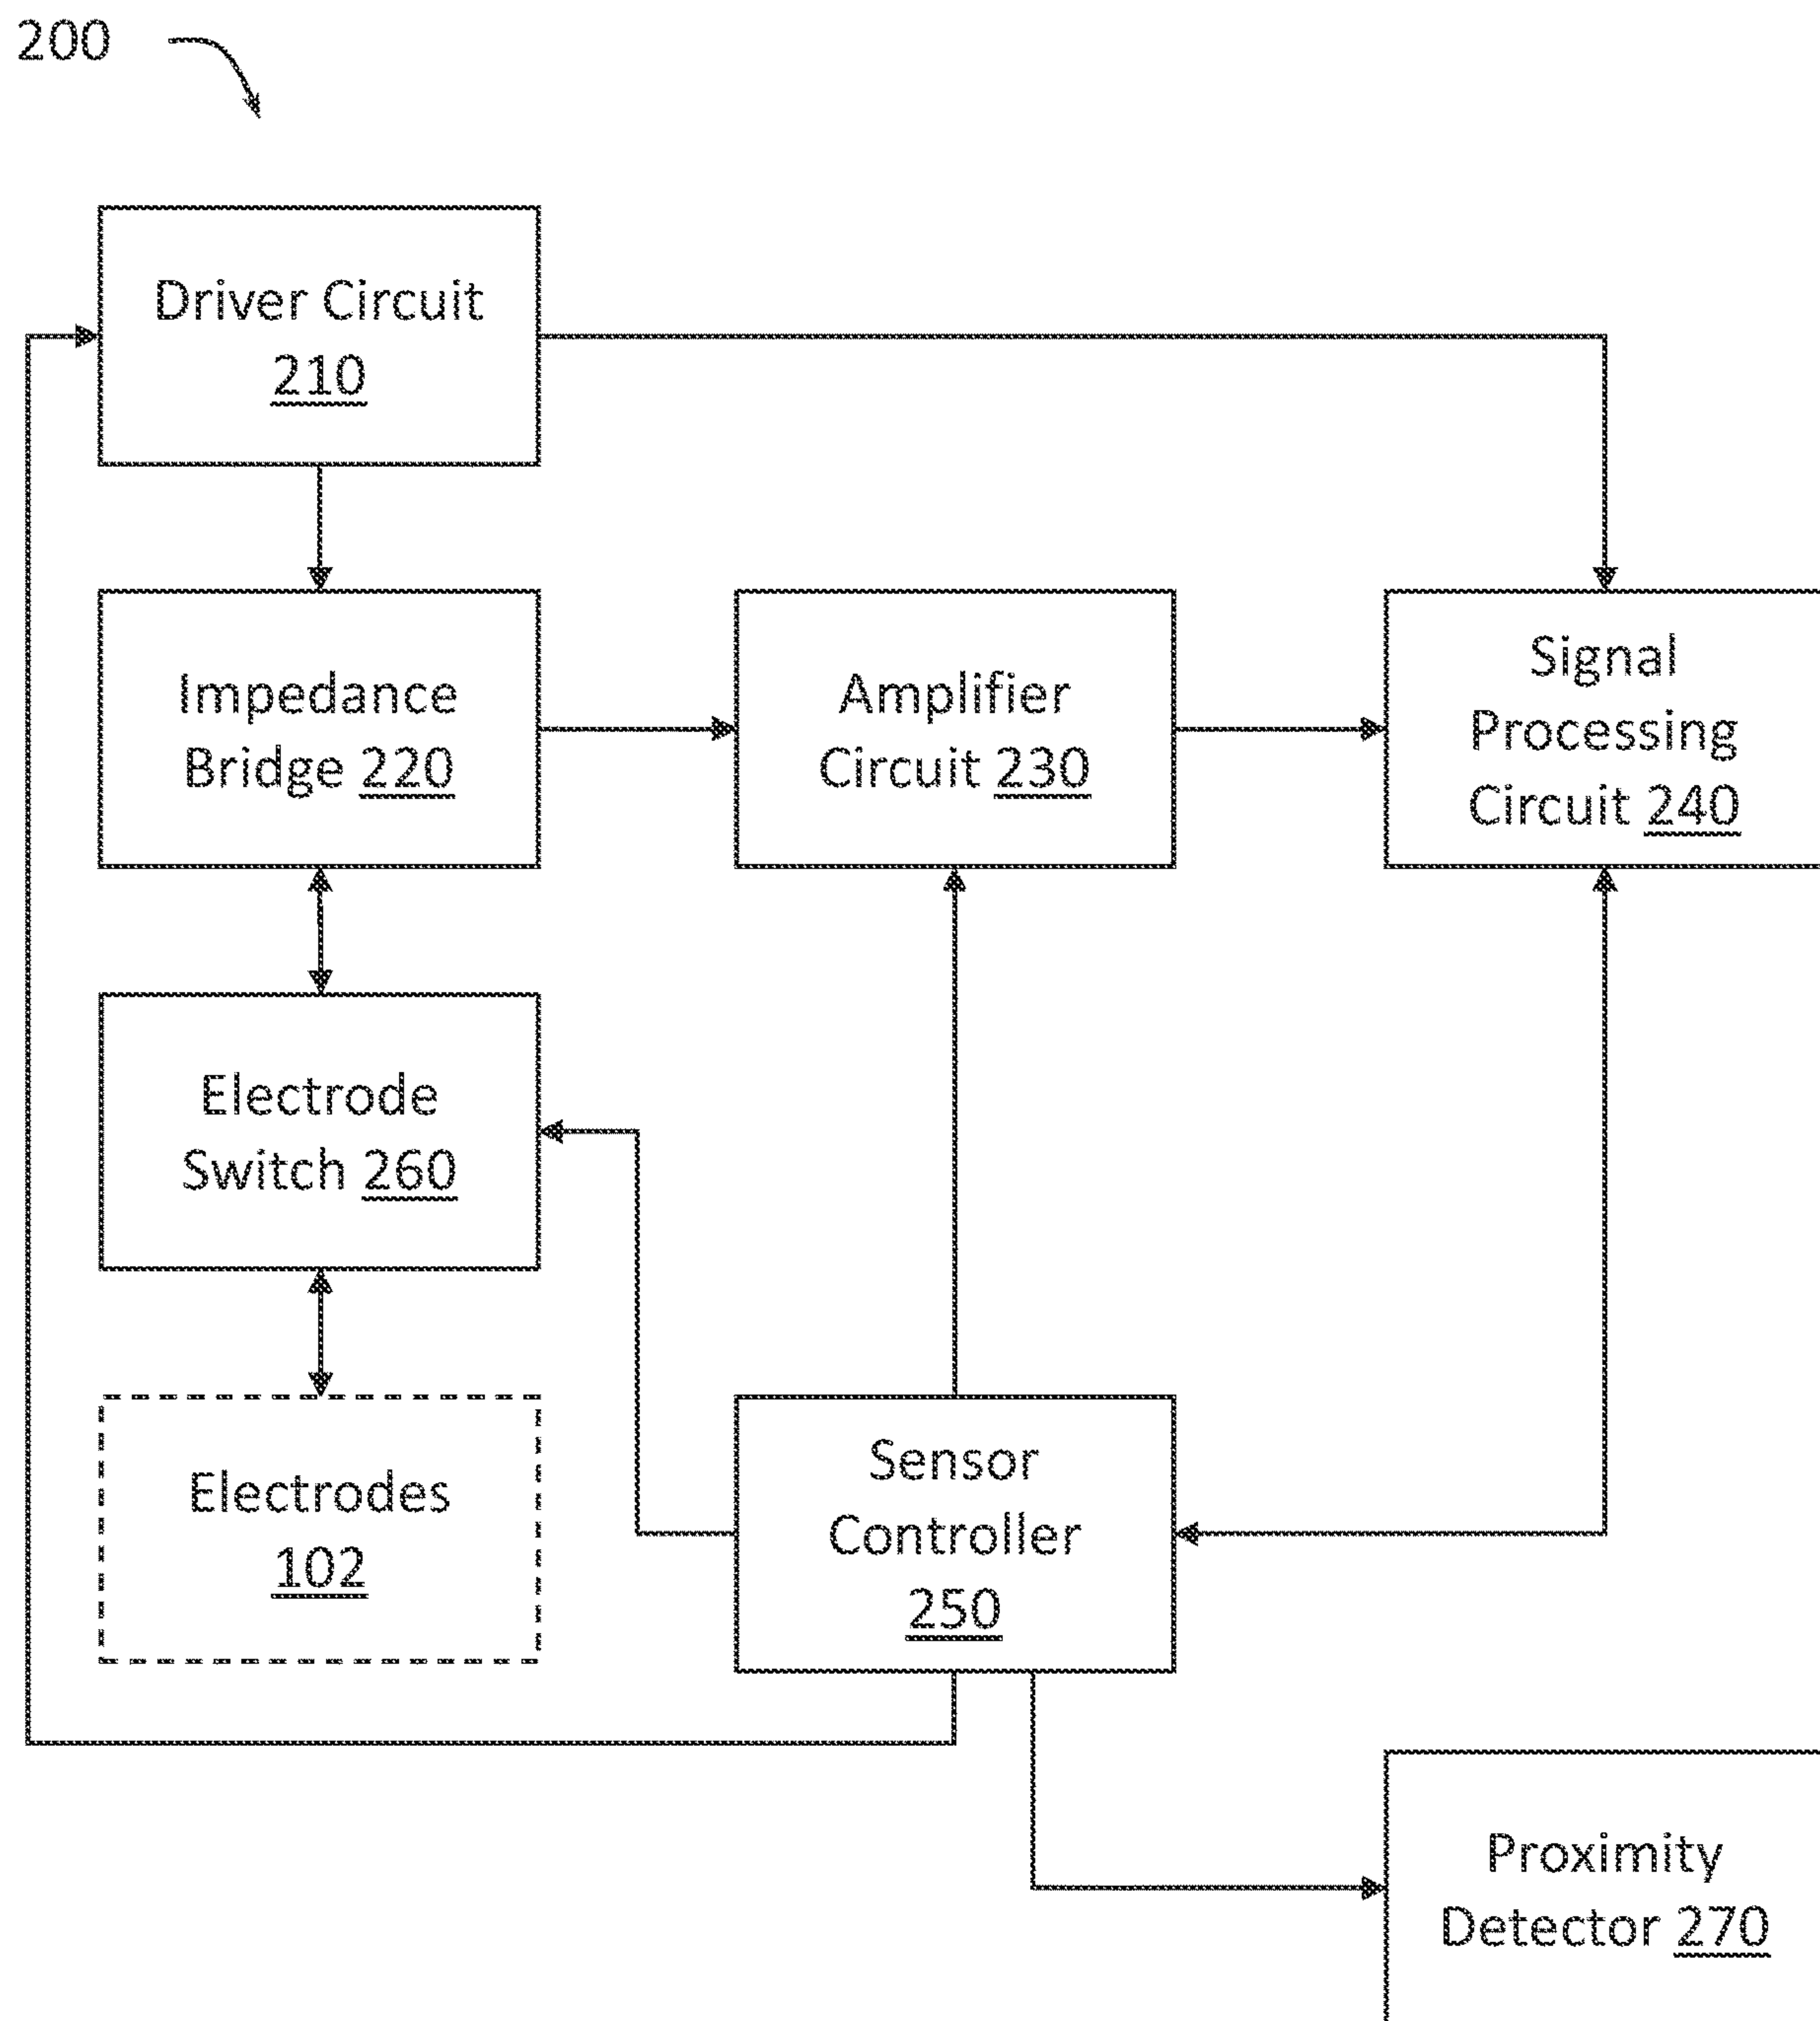 200
Driver Circuit
210
Impedance
Bridge 220
Amplifier
Circuit 230
Signal
Processing
Circuit 240
Electrode
Switch 260
Electrodes
102
Sensor
Controller
250
Proximity
Detector 270